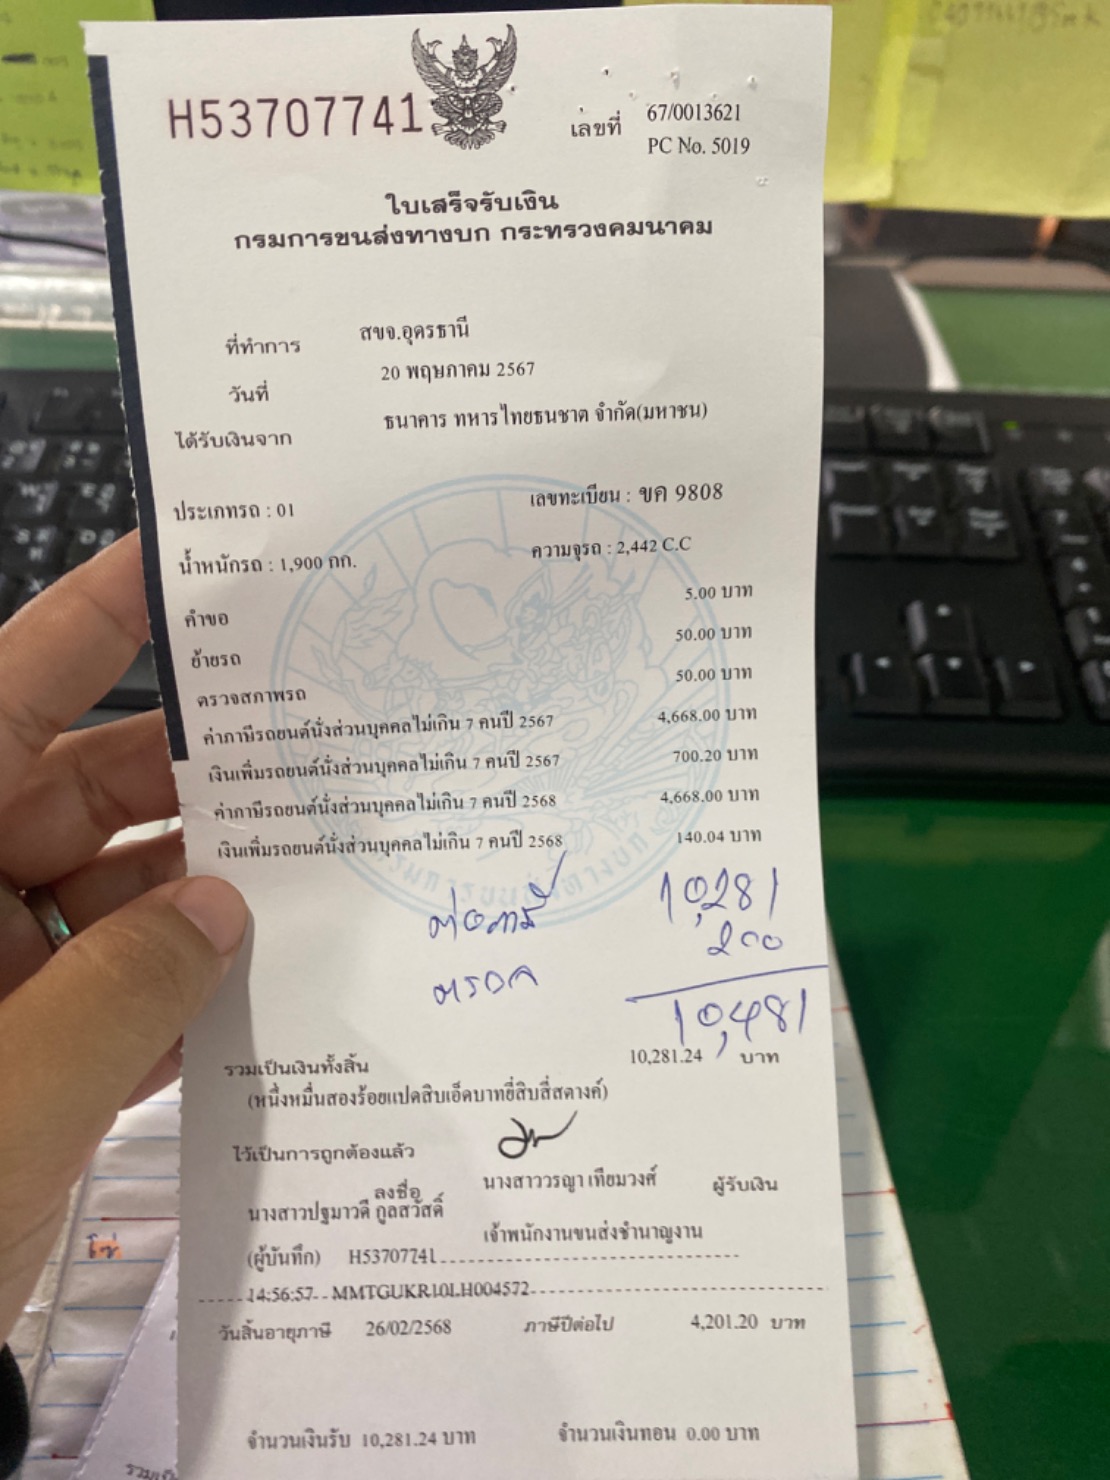 H53707741
เลขที่ 67/0013621
PC No. 5019
ใบเสร็จรับเงิน
กรมการขนส่งทางบก กระทรวงคมนาคม
ที่ทำการ สขจ.อุดรธานี
วันที่ 20 พฤษภาคม 2567
ได้รับเงินจาก ธนาคาร ทหารไทยธนชาต จำกัด(มหาชน)
ประเภทรถ : 01 เลขทะเบียน : ขค 9808
น้ำหนักรถ : 1,900 กก. ความจุรถ : 2,442 C.C
คำขอ 5.00 บาท
ย้ายรถ 50.00 บาท
ตรวจสภาพรถ 50.00 บาท
ค่าภาษีรถยนต์นั่งส่วนบุคคลไม่เกิน 7 คนปี 2567 4,668.00 บาท
เงินเพิ่มรถยนต์นั่งส่วนบุคคลไม่เกิน 7 คนปี 2567 700.20 บาท
ค่าภาษีรถยนต์นั่งส่วนบุคคลไม่เกิน 7 คนปี 2568 4,668.00 บาท
เงินเพิ่มรถยนต์นั่งส่วนบุคคลไม่เกิน 7 คนปี 2568 140.04 บาท
กรมการขนส่งทางบก
ต่อภาษี 10,281
ตรอ 200
10,481
รวมเป็นเงินทั้งสิ้น 10,281.24 บาท
(หนึ่งหมื่นสองร้อยแปดสิบเอ็ดบาทยี่สิบสี่สตางค์)
ไว้เป็นการถูกต้องแล้ว
ลงชื่อ นางสาววรญา เทียมวงศ์ ผู้รับเงิน
นางสาวปฐมาวดี กูลสวัสดิ์ เจ้าพนักงานขนส่งชำนาญงาน
(ผู้บันทึก) H53707741
14:56:57 MMTGUKR10LH004572
วันสิ้นอายุภาษี 26/02/2568 ภาษีปีต่อไป 4,201.20 บาท
จำนวนเงินรับ 10,281.24 บาท จำนวนเงินทอน 0.00 บาท